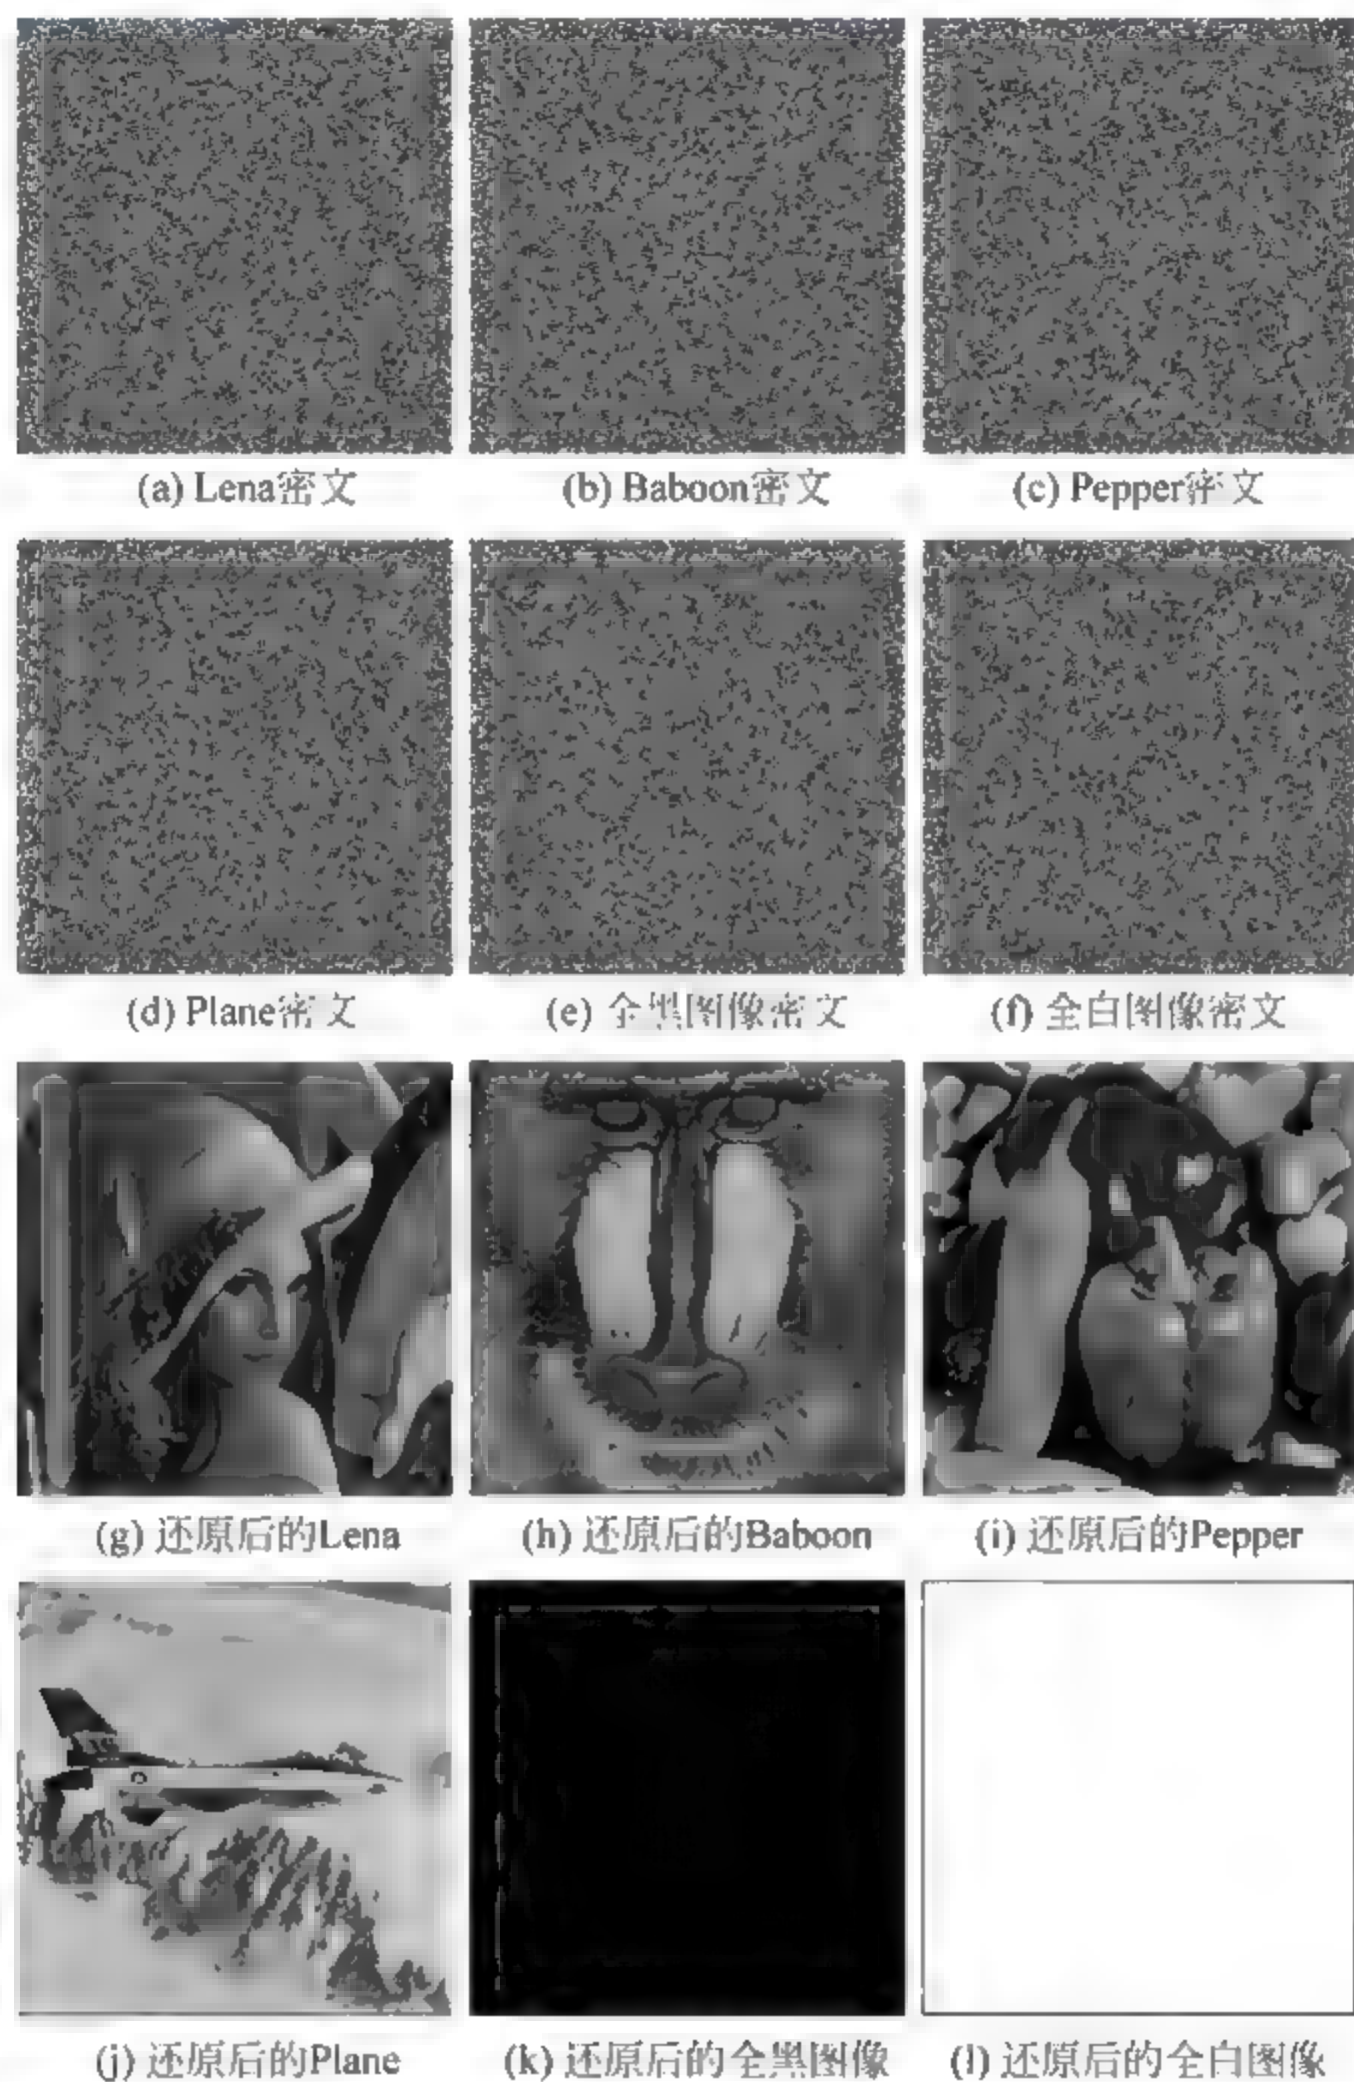 (a) Lena密文
(b) Baboon密文
(c) Pepper密文
(d) Plane密文
(e) 全黑图像密文
(f) 全白图像密文
(g) 还原后的Lena
(h) 还原后的Baboon
(i) 还原后的Pepper
(j) 还原后的Plane
(k) 还原后的全黑图像
(l) 还原后的全白图像